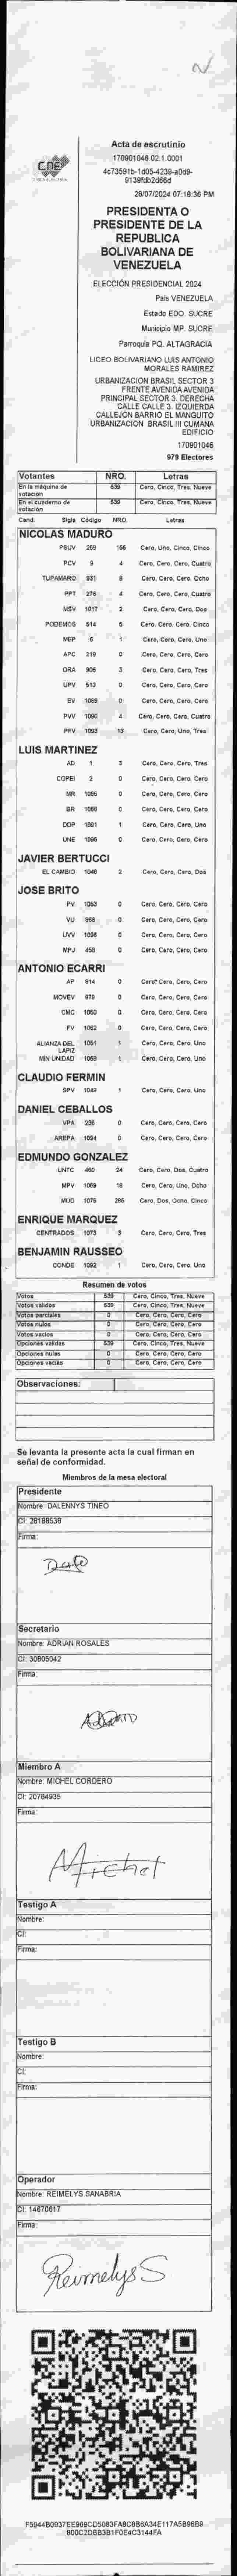 CNE
Acta de escrutinio
170901046.02.1.0001
4c73591b-1d05-4239-a0d9-
9139fdb2d66d
28/07/2024 07:16:36 PM
PRESIDENTA O
PRESIDENTE DE LA
REPUBLICA
BOLIVARIANA DE
VENEZUELA
ELECCIÓN PRESIDENCIAL 2024
País VENEZUELA
Estado EDO. SUCRE
Municipio MP. SUCRE
Parroquia PQ. ALTAGRACIA
LICEO BOLIVARIANO LUIS ANTONIO
MORALES RAMIREZ
URBANIZACION BRASIL SECTOR 3
FRENTE AVENIDA AVENIDA
PRINCIPAL SECTOR 3. DERECHA
CALLE CALLE 3. IZQUIERDA
CALLEJÓN BARRIO EL MANGUITO
URBANIZACION BRASIL III CUMANA
EDIFICIO
170901046
979 Electores
Votantes NRO. Letras
En la máquina de votación 539 Cero, Cinco, Tres, Nueve
En el cuaderno de votación 539 Cero, Cinco, Tres, Nueve
Cand. Sigla Código NRO. Letras
NICOLAS MADURO
PSUV 259 155 Cero, Uno, Cinco, Cinco
PCV 9 4 Cero, Cero, Cero, Cuatro
TUPAMARO 931 8 Cero, Cero, Cero, Ocho
PPT 276 4 Cero, Cero, Cero, Cuatro
MSV 1017 2 Cero, Cero, Cero, Dos
PODEMOS 514 5 Cero, Cero, Cero, Cinco
MEP 6 1 Cero, Cero, Cero, Uno
APC 219 0 Cero, Cero, Cero, Cero
ORA 905 3 Cero, Cero, Cero, Tres
UPV 513 0 Cero, Cero, Cero, Cero
EV 1089 0 Cero, Cero, Cero, Cero
PVV 1090 4 Cero, Cero, Cero, Cuatro
PFV 1093 13 Cero, Cero, Uno, Tres
LUIS MARTINEZ
AD 1 3 Cero, Cero, Cero, Tres
COPEI 2 0 Cero, Cero, Cero, Cero
MR 1055 0 Cero, Cero, Cero, Cero
BR 1066 0 Cero, Cero, Cero, Cero
DDP 1091 1 Cero, Cero, Cero, Uno
UNE 1096 0 Cero, Cero, Cero, Cero
JAVIER BERTUCCI
EL CAMBIO 1046 2 Cero, Cero, Cero, Dos
JOSE BRITO
PV 1053 0 Cero, Cero, Cero, Cero
VU 968 0 Cero, Cero, Cero, Cero
UVV 1056 0 Cero, Cero, Cero, Cero
MPJ 456 0 Cero, Cero, Cero, Cero
ANTONIO ECARRI
AP 914 0 Cero, Cero, Cero, Cero
MOVEV 979 0 Cero, Cero, Cero, Cero
CMC 1060 0 Cero, Cero, Cero, Cero
FV 1062 0 Cero, Cero, Cero, Cero
ALIANZA DEL LAPIZ 1051 1 Cero, Cero, Cero, Uno
MIN UNIDAD 1068 1 Cero, Cero, Cero, Uno
CLAUDIO FERMIN
SPV 1049 1 Cero, Cero, Cero, Uno
DANIEL CEBALLOS
VPA 236 0 Cero, Cero, Cero, Cero
AREPA 1094 0 Cero, Cero, Cero, Cero
EDMUNDO GONZALEZ
UNTC 460 24 Cero, Cero, Dos, Cuatro
MPV 1069 18 Cero, Cero, Uno, Ocho
MUD 1076 285 Cero, Dos, Ocho, Cinco
ENRIQUE MARQUEZ
CENTRADOS 1073 3 Cero, Cero, Cero, Tres
BENJAMIN RAUSSEO
CONDE 1092 1 Cero, Cero, Cero, Uno
Resumen de votos
Votos 539 Cero, Cinco, Tres, Nueve
Votos válidos 539 Cero, Cinco, Tres, Nueve
Votos parciales 0 Cero, Cero, Cero, Cero
Votos nulos 0 Cero, Cero, Cero, Cero
Votos vacíos 0 Cero, Cero, Cero, Cero
Opciones válidas 539 Cero, Cinco, Tres, Nueve
Opciones nulas 0 Cero, Cero, Cero, Cero
Opciones vacías 0 Cero, Cero, Cero, Cero
Observaciones:
Se levanta la presente acta la cual firman en
señal de conformidad.
Miembros de la mesa electoral
Presidente
Nombre: DALENNYS TINEO
CI: 28188538
Firma:
Secretario
Nombre: ADRIAN ROSALES
CI: 30805042
Firma:
Adrian
Miembro A
Nombre: MICHEL CORDERO
CI: 20764935
Firma:
Michel
Testigo A
Nombre:
CI:
Firma:
Testigo B
Nombre:
CI:
Firma:
Operador
Nombre: REIMELYS SANABRIA
CI: 14670617
Firma:
Reimelys S
F5944B0937EE969CD5083FA8C8B6A34E117A5B96B9
800C2DBB3B1F0E4C3144FA